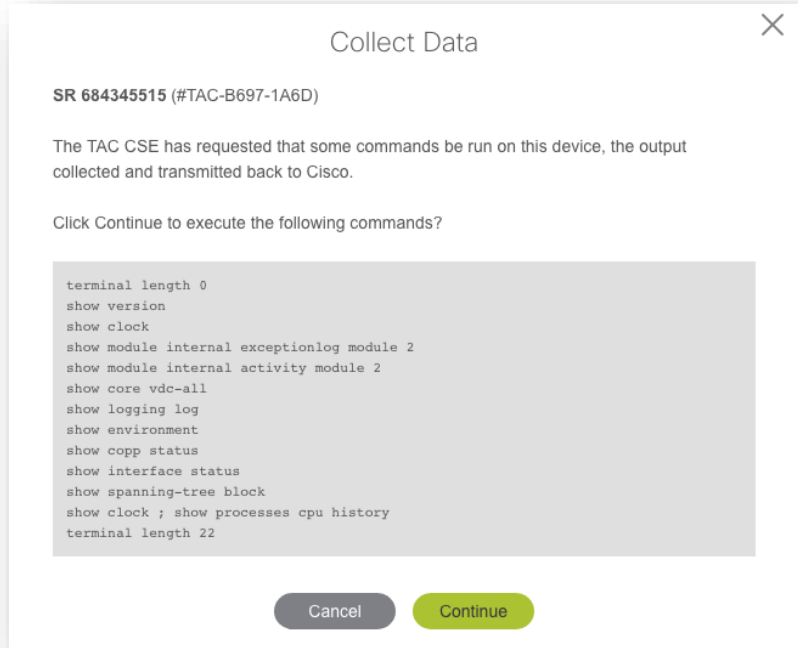 Collect Data
SR 684345515 (#TAC-B697-1A6D)
The TAC CSE has requested that some commands be run on this device, the output
collected and transmitted back to Cisco.
Click Continue to execute the following commands?
terminal length 0
show version
show clock
show module internal exceptionlog module 2
show module internal activity module 2
show core vdc-all
show logging log
show environment
show copp status
show interface status
show spanning-tree block
show clock ; show processes cpu history
terminal length 22
Cancel
Continue